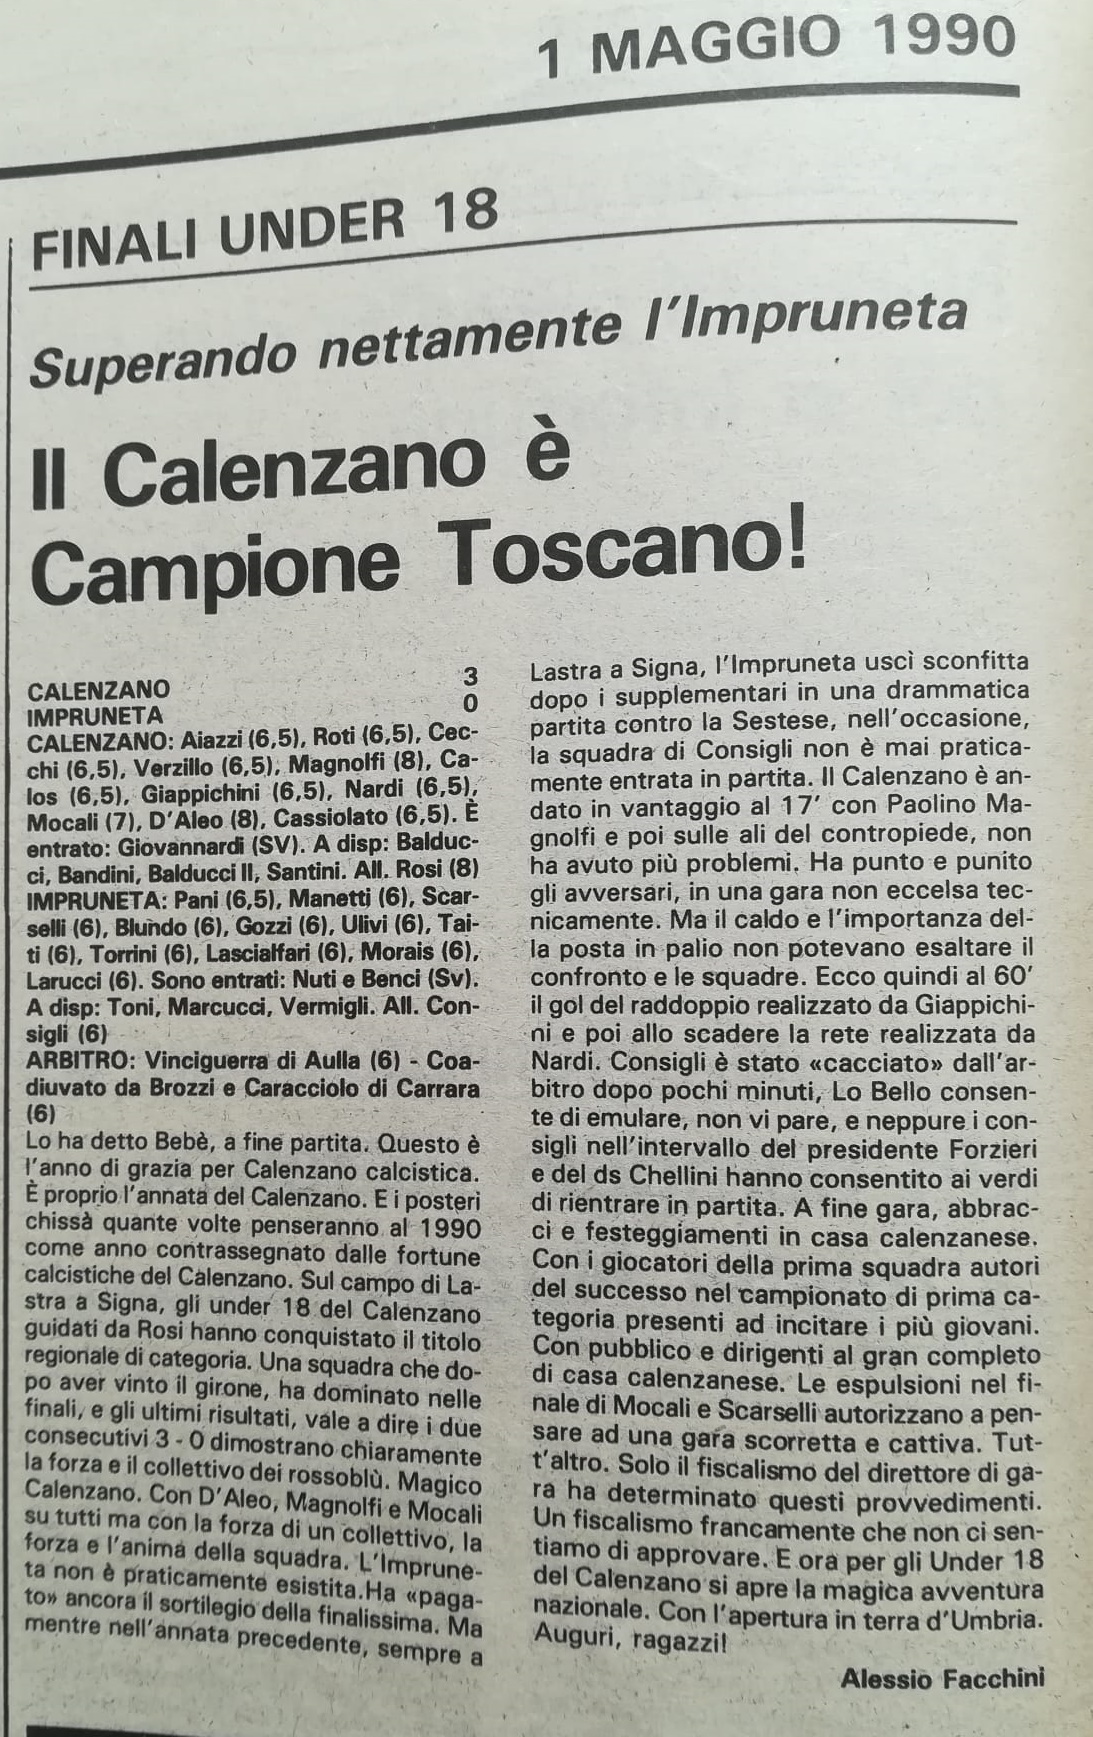 1 MAGGIO 1990
FINALI UNDER 18
Superando nettamente l'Impruneta
Il Calenzano è
Campione Toscano!
CALENZANO 3
IMPRUNETA 0
CALENZANO: Aiazzi (6,5), Roti (6,5), Cec-
chi (6,5), Verzillo (6,5); Magnolfi (8), Ca-
los (6,5), Giappichini (6,5), Nardi (6,5),
Mocali (7), D'Aleo (8), Cassiolato (6,5). È
entrato: Giovannardi (SV). A disp: Balduc-
ci, Bandini, Balducci II, Santini. All. Rosi (8)
IMPRUNETA: Pani (6,5), Manetti (6), Scar-
selli (6), Blundo (6), Gozzi (6), Ulivi (6), Tai-
ti (6), Torrini (6), Lascialfari (6), Morais (6),
Larucci (6). Sono entrati: Nuti e Benci (Sv).
A disp: Toni, Marcucci, Vermigli. All. Con-
sigli (6)
ARBITRO: Vinciguerra di Aulla (6) - Coa-
diuvato da Brozzi e Caracciolo di Carrara
(6)
Lo ha detto Bebè, a fine partita. Questo è
l'anno di grazia per Calenzano calcistica.
È proprio l'annata del Calenzano. E i posteri
chissà quante volte penseranno al 1990
come anno contrassegnato dalle fortune
calcistiche del Calenzano. Sul campo di La-
stra a Signa, gli under 18 del Calenzano
guidati da Rosi hanno conquistato il titolo
regionale di categoria. Una squadra che do-
po aver vinto il girone, ha dominato nelle
finali, e gli ultimi risultati, vale a dire i due
consecutivi 3 - 0 dimostrano chiaramente
la forza e il collettivo dei rossoblù. Magico
Calenzano. Con D'Aleo, Magnolfi e Mocali
su tutti ma con la forza di un collettivo, la
forza e l'anima della squadra. L'Imprune-
ta non è praticamente esistita.Ha «paga-
to» ancora il sortilegio della finalissima. Ma
mentre nell'annata precedente, sempre a
Lastra a Signa, l'Impruneta uscì sconfitta
dopo i supplementari in una drammatica
partita contro la Sestese, nell'occasione,
la squadra di Consigli non è mai pratica-
mente entrata in partita. Il Calenzano è an-
dato in vantaggio al 17' con Paolino Ma-
gnolfi e poi sulle ali del contropiede, non
ha avuto più problemi. Ha punto e punito
gli avversari, in una gara non eccelsa tec-
nicamente. Ma il caldo e l'importanza del-
la posta in palio non potevano esaltare il
confronto e le squadre. Ecco quindi al 60'
il gol del raddoppio realizzato da Giappichi-
ni e poi allo scadere la rete realizzata da
Nardi. Consigli è stato «cacciato» dall'ar-
bitro dopo pochi minuti, Lo Bello consen-
te di emulare, non vi pare, e neppure i con-
sigli nell'intervallo del presidente Forzieri
e del ds Chellini hanno consentito ai verdi
di rientrare in partita. A fine gara, abbrac-
ci e festeggiamenti in casa calenzanese.
Con i giocatori della prima squadra autori
del successo nel campionato di prima ca-
tegoria presenti ad incitare i più giovani.
Con pubblico e dirigenti al gran completo
di casa calenzanese. Le espulsioni nel fi-
nale di Mocali e Scarselli autorizzano a pen-
sare ad una gara scorretta e cattiva. Tut-
t'altro. Solo il fiscalismo del direttore di ga-
ra ha determinato questi provvedimenti.
Un fiscalismo francamente che non ci sen-
tiamo di approvare. E ora per gli Under 18
del Calenzano si apre la magica avventura
nazionale. Con l'apertura in terra d'Umbria.
Auguri, ragazzi!
Alessio Facchini